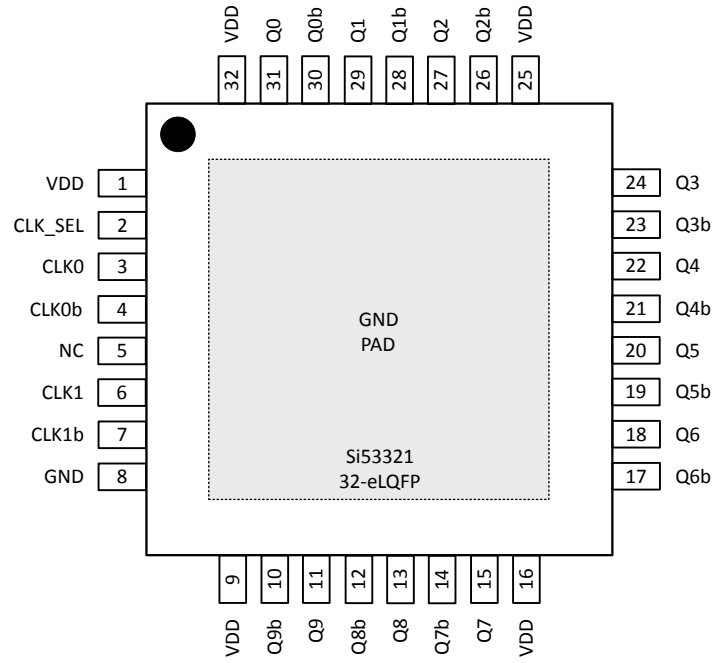 VDD Q0 Q0b Q1 Q1b Q2 Q2b VDD
32 31 30 29 28 27 26 25
VDD 1
CLK_SEL 2
CLK0 3
CLK0b 4
NC 5
CLK1 6
CLK1b 7
GND 8
24 Q3
23 Q3b
22 Q4
21 Q4b
20 Q5
19 Q5b
18 Q6
17 Q6b
GND
PAD
Si53321
32-eLQFP
9 10 11 12 13 14 15 16
VDD Q9b Q9 Q8b Q8 Q7b Q7 VDD